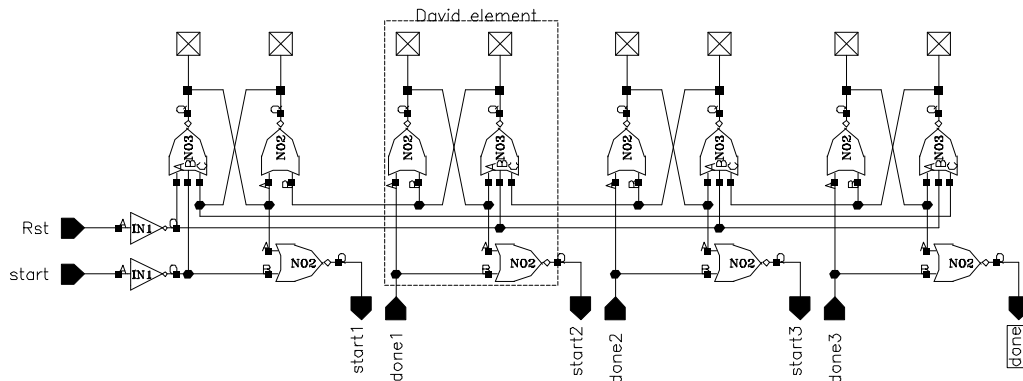 David element
Q Q Q Q Q Q Q Q
NO3 NO2 NO2 NO3 NO2 NO3 NO2 NO3
A B C A B A B A B C A B A B C A B A B C
Rst A IN1 Q
A A A A
NO2 Q NO2 Q NO2 Q NO2 Q
start A IN1 Q B B B B
start1 done1 start2 done2 start3 done3 done